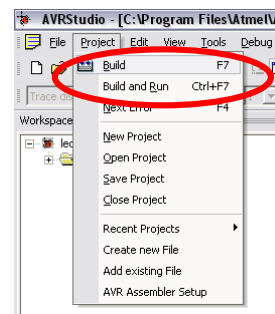 AVRStudio - [C:\Program Files\Atmel\A
File Project Edit View Tools Debug
Build F7
Build and Run Ctrl+F7
Next Error F4
Trace dis
Workspace
New Project
Open Project
Save Project
Close Project
Recent Projects
Create new File
Add existing File
AVR Assembler Setup